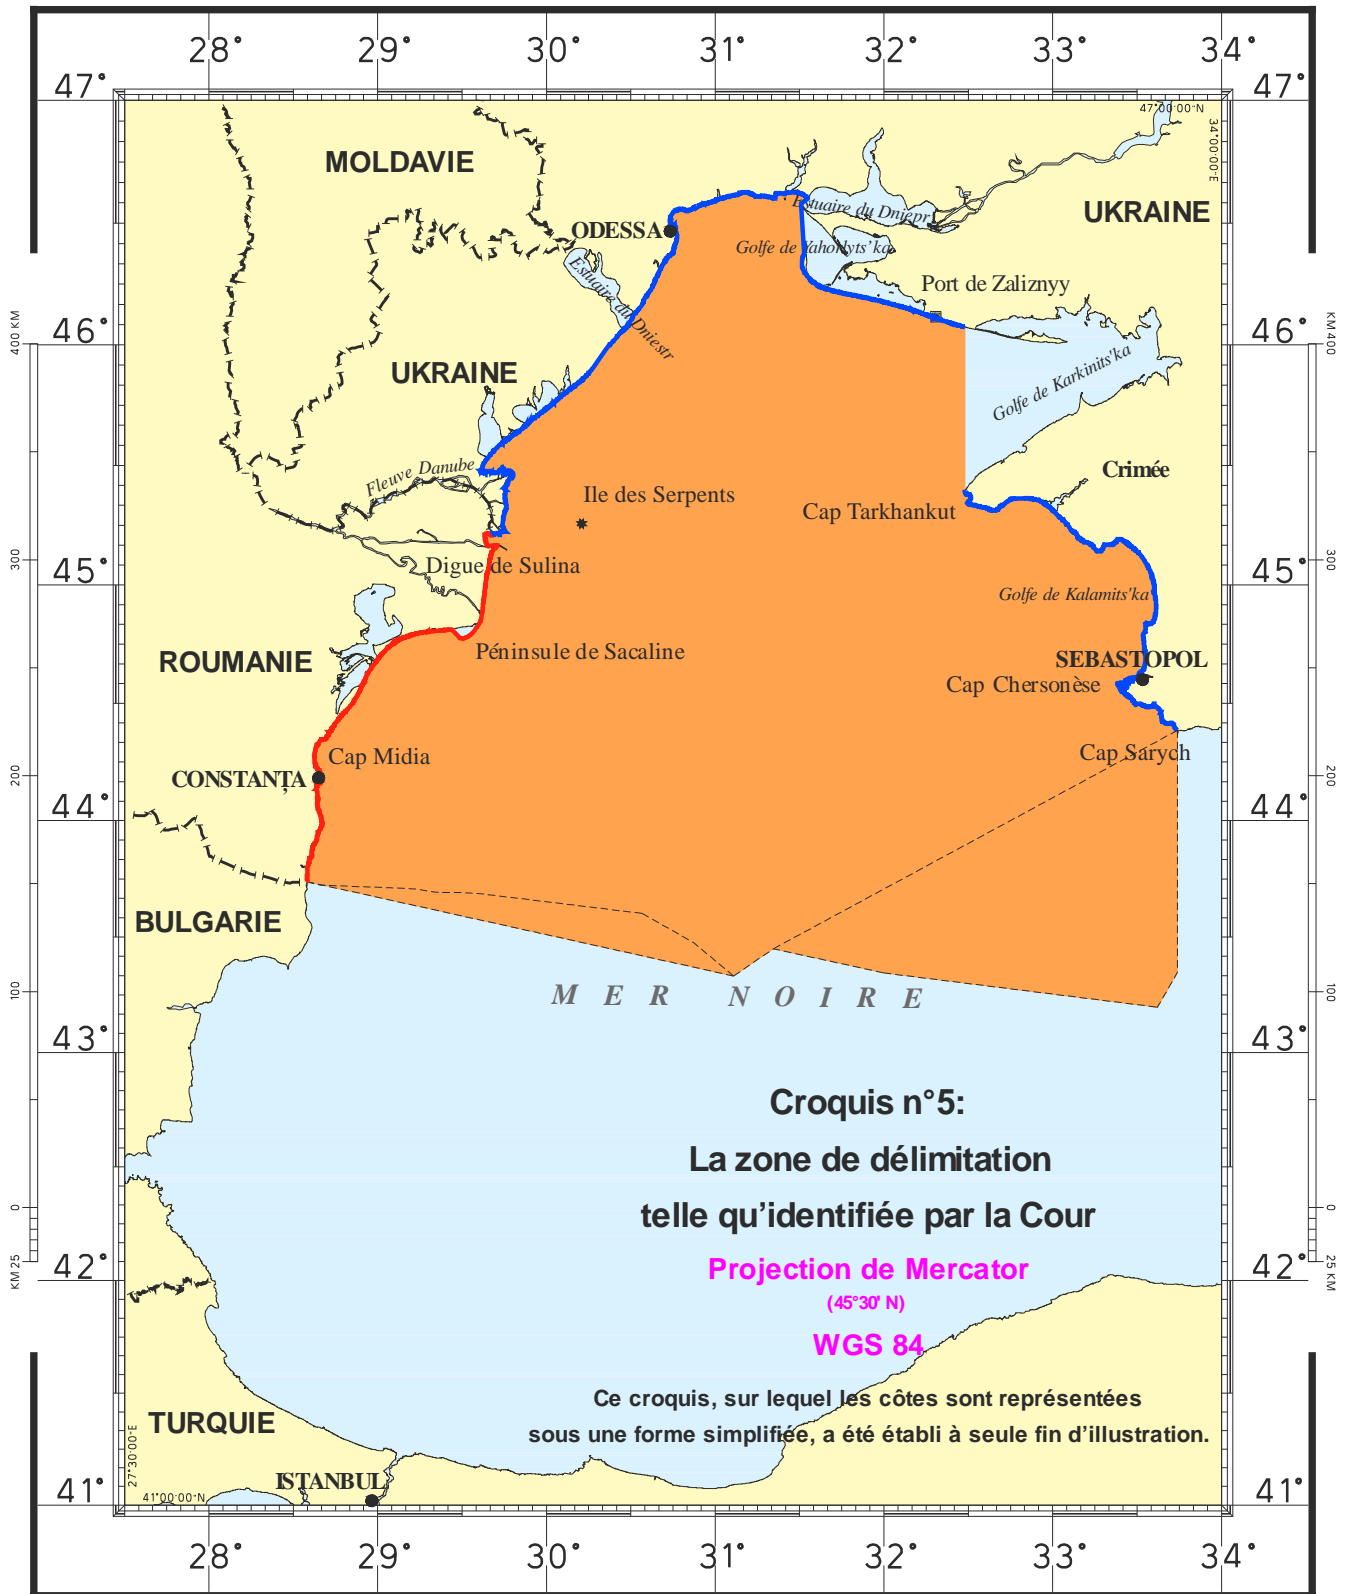 28° 29° 30° 31° 32° 33° 34°
47° 47°
47°00'00"N
34°00'00"E
MOLDAVIE
UKRAINE
Estuaire du Dniepr
ODESSA
Golfe de Yahorlyts'ka
Port de Zaliznyy
Estuaire du Dniestr
46° 46°
400 KM
KM 400
UKRAINE
Golfe de Karkinits'ka
Fleuve Danube
Crimée
Ile des Serpents
Cap Tarkhankut
300 300
Digue de Sulina
45° 45°
Golfe de Kalamits'ka
Péninsule de Sacaline
ROUMANIE
SEBASTOPOL
Cap Chersonèse
Cap Midia
Cap Sarych
CONSTANȚA
200 200
44° 44°
BULGARIE
MER NOIRE
100 100
43° 43°
Croquis n°5:
La zone de délimitation
telle qu'identifiée par la Cour
0 0
Projection de Mercator
42° 42°
KM 25
25 KM
(45°30' N)
WGS 84
Ce croquis, sur lequel les côtes sont représentées
sous une forme simplifiée, a été établi à seule fin d'illustration.
TURQUIE
27°30'00"E
ISTANBUL
41°00'00"N
41° 41°
28° 29° 30° 31° 32° 33° 34°